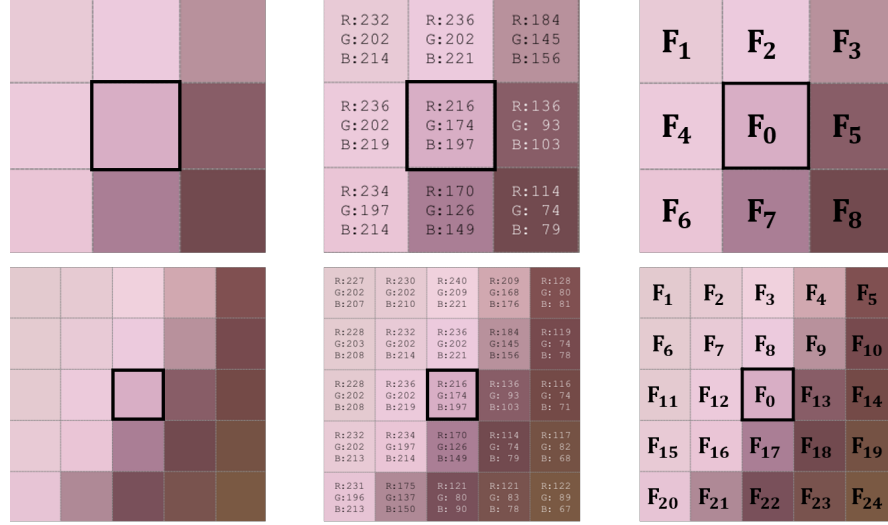 R:232 R:236 R:184
G:202 G:202 G:145
B:214 B:221 B:156
R:236 R:216 R:136
G:202 G:174 G: 93
B:219 B:197 B:103
R:234 R:170 R:114
G:197 G:126 G: 74
B:214 B:149 B: 79
F1 F2 F3
F4 F0 F5
F6 F7 F8
R:227 R:230 R:240 R:209 R:128
G:202 G:202 G:209 G:168 G: 80
B:207 B:210 B:221 B:176 B: 81
R:228 R:232 R:236 R:184 R:119
G:203 G:202 G:202 G:145 G: 74
B:208 B:214 B:221 B:156 B: 78
R:228 R:236 R:216 R:136 R:116
G:202 G:202 G:174 G: 93 G: 74
B:208 B:219 B:197 B:103 B: 71
R:232 R:234 R:170 R:114 R:117
G:202 G:197 G:126 G: 74 G: 82
B:213 B:214 B:149 B: 79 B: 68
R:231 R:175 R:121 R:121 R:122
G:196 G:137 G: 80 G: 83 G: 89
B:213 B:150 B: 90 B: 78 B: 67
F1 F2 F3 F4 F5
F6 F7 F8 F9 F10
F11 F12 F0 F13 F14
F15 F16 F17 F18 F19
F20 F21 F22 F23 F24